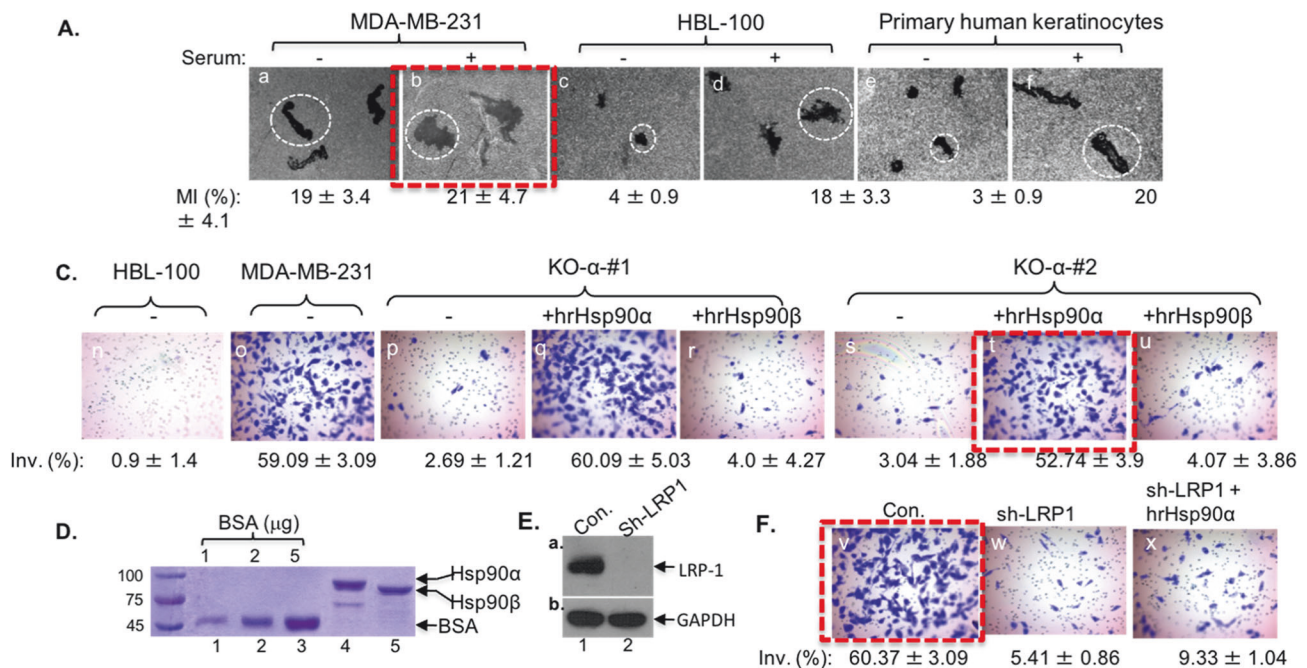 A.
MDA-MB-231 HBL-100 Primary human keratinocytes
Serum: - + - + - +
a b c d e f
MI (%): 19 ± 3.4 21 ± 4.7 4 ± 0.9 18 ± 3.3 3 ± 0.9 20
± 4.1
C.
HBL-100 MDA-MB-231 KO-α-#1 KO-α-#2
- - - +hrHsp90α +hrHsp90β - +hrHsp90α +hrHsp90β
n o p q r s t u
Inv. (%): 0.9 ± 1.4 59.09 ± 3.09 2.69 ± 1.21 60.09 ± 5.03 4.0 ± 4.27 3.04 ± 1.88 52.74 ± 3.9 4.07 ± 3.86
D.
BSA (μg)
1 2 5
100
75
45
Hsp90α
Hsp90β
BSA
1 2 3 4 5
E.
Con. Sh-LRP1
a.
LRP-1
b.
GAPDH
1 2
F.
Con. sh-LRP1 sh-LRP1 +
hrHsp90α
v w x
Inv. (%): 60.37 ± 3.09 5.41 ± 0.86 9.33 ± 1.04